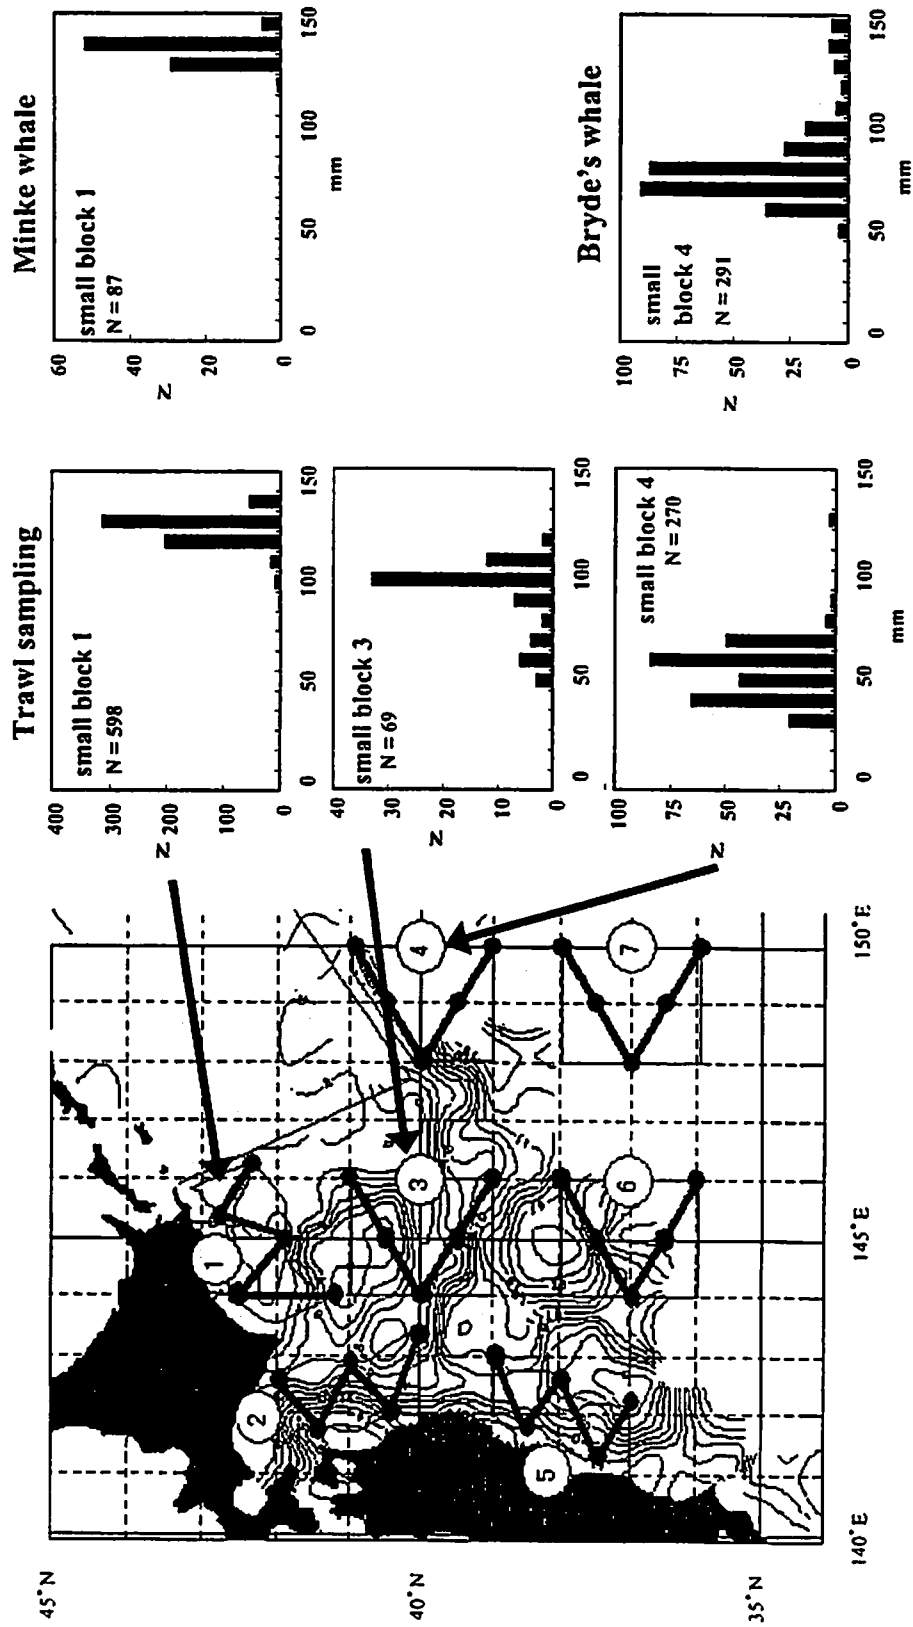 45°N
40°N
35°N
140°E
145°E
150°E
1
2
3
4
5
6
7
Trawl sampling
small block 1
N = 598
N
400
300
200
100
0
0
50
100
150
small block 3
N = 69
N
40
30
20
10
0
0
50
100
150
small block 4
N = 270
N
100
75
50
25
0
0
50
100
150
mm
Minke whale
small block 1
N = 87
N
60
40
20
0
0
50
100
150
mm
Bryde's whale
small
block 4
N = 291
N
100
75
50
25
0
0
50
100
150
mm